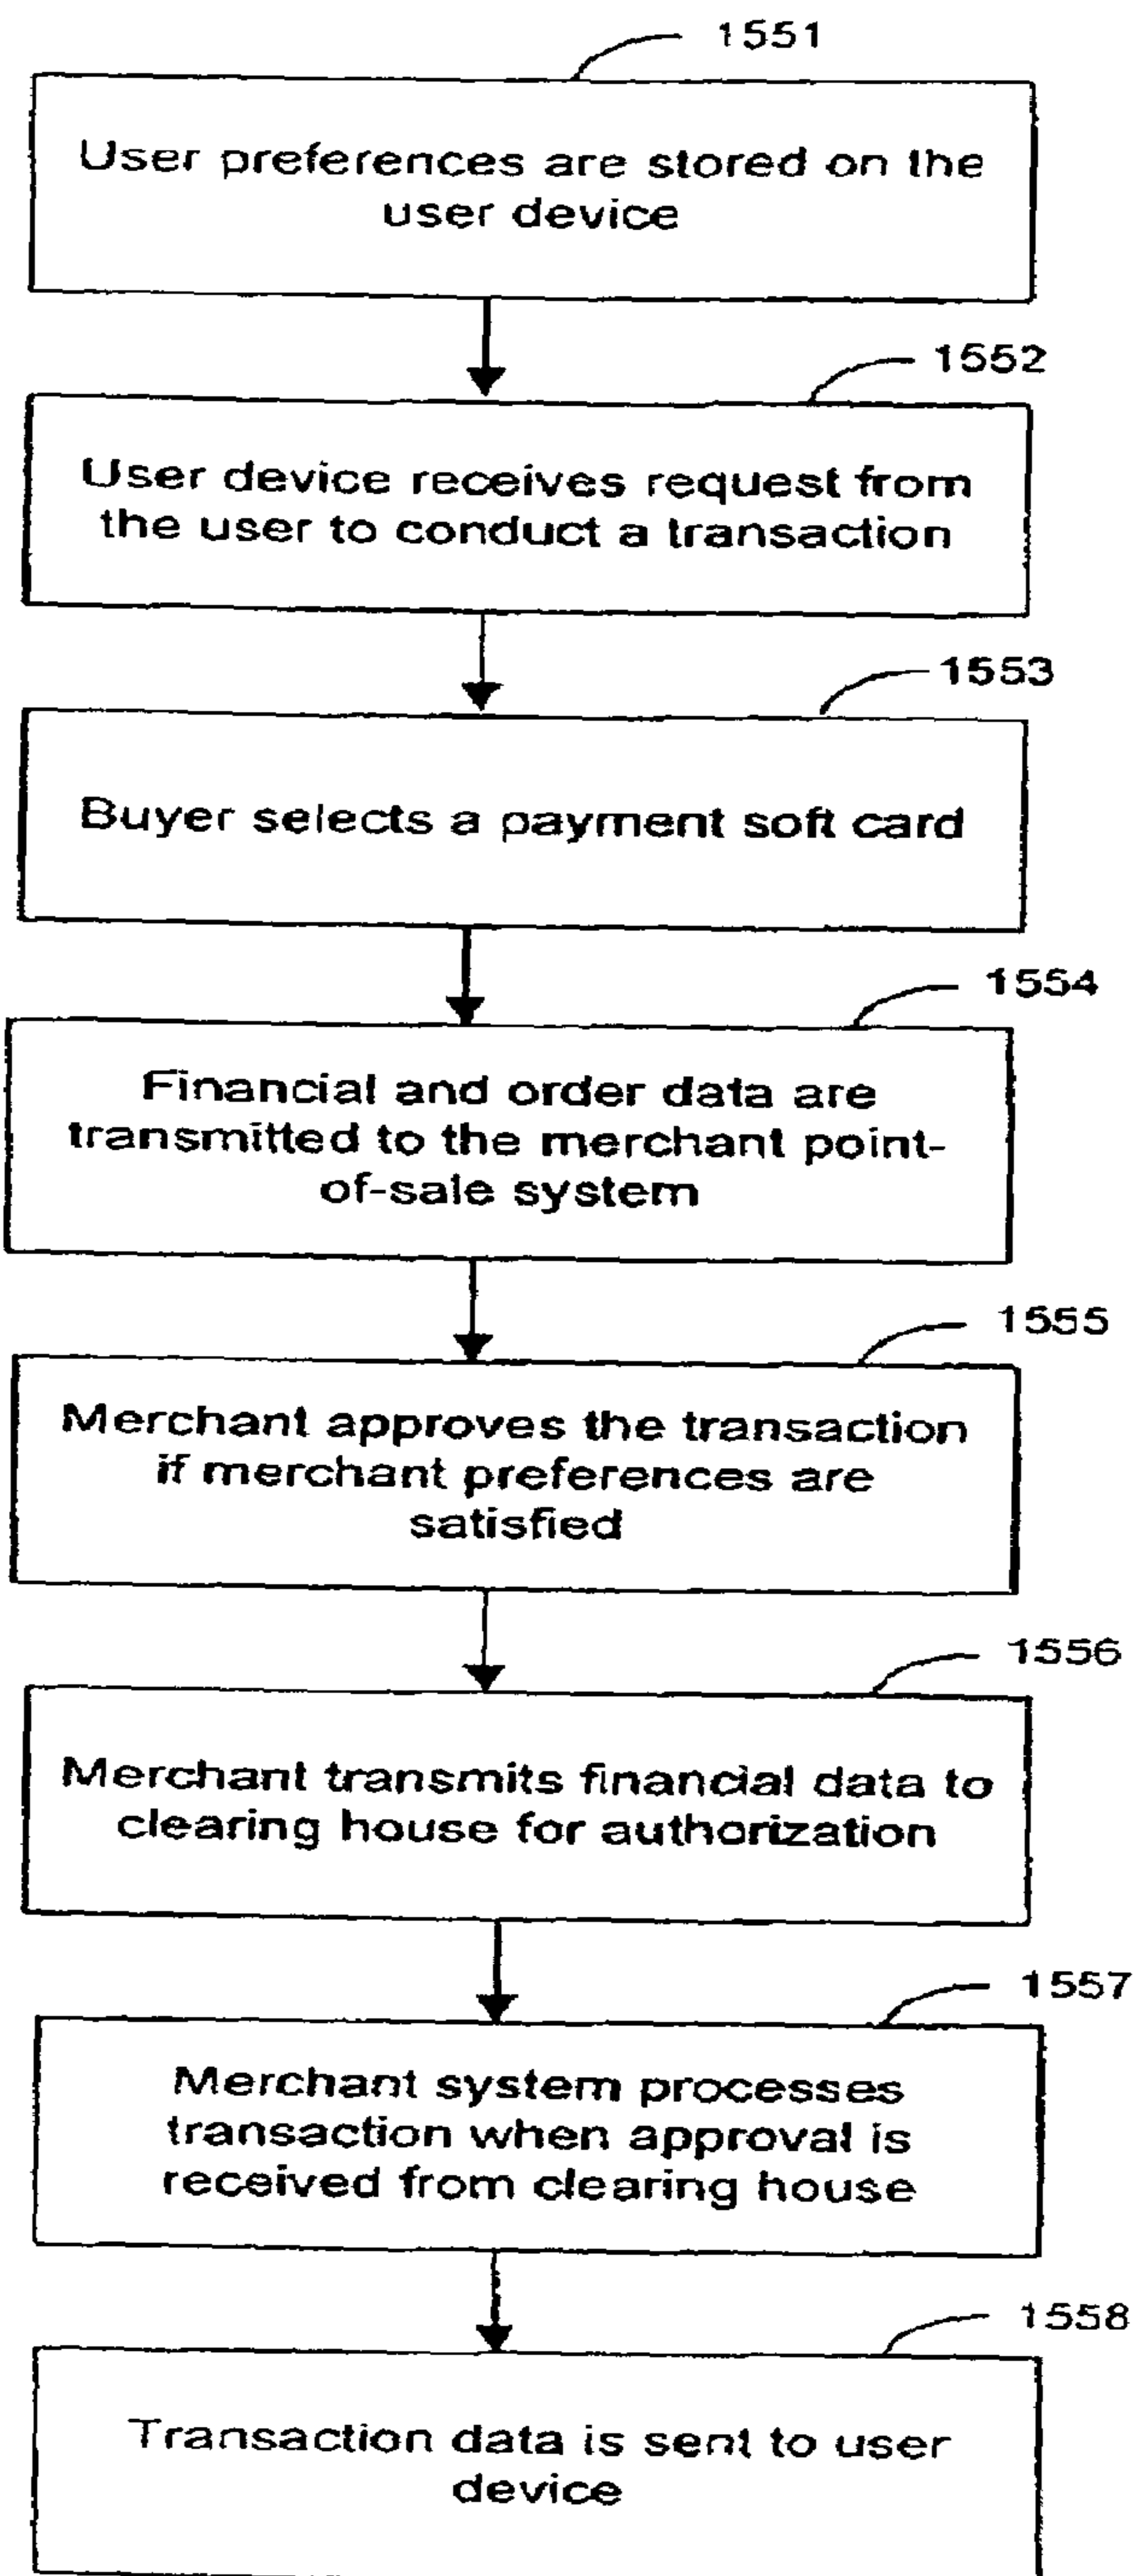 1551
User preferences are stored on the
user device
1552
User device receives request from
the user to conduct a transaction
1553
Buyer selects a payment soft card
1554
Financial and order data are
transmitted to the merchant point-
of-sale system
1555
Merchant approves the transaction
if merchant preferences are
satisfied
1556
Merchant transmits financial data to
clearing house for authorization
1557
Merchant system processes
transaction when approval is
received from clearing house
1558
Transaction data is sent to user
device